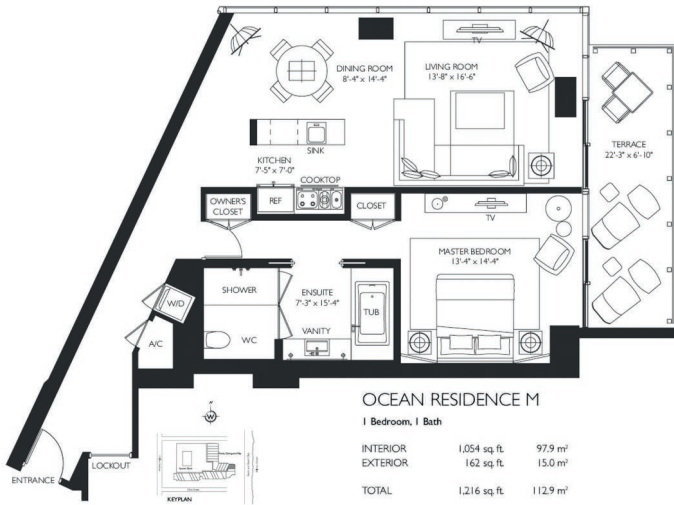 DINING ROOM
8'-4" x 14'-4"
LIVING ROOM
13'-8" x 16'-6"
TV
SINK
KITCHEN
7'-5" x 7'-0"
COOKTOP
TERRACE
22'-3" x 6'-10"
OWNER'S
CLOSET
REF
CLOSET
TV
MASTER BEDROOM
13'-4" x 14'-4"
SHOWER
ENSUITE
7'-3" x 15'-4"
TUB
W/D
WC
VANITY
A/C
OCEAN RESIDENCE M
1 Bedroom, 1 Bath
INTERIOR 1,054 sq. ft. 97.9 m²
EXTERIOR 162 sq. ft. 15.0 m²
TOTAL 1,216 sq. ft. 112.9 m²
W
LOCKOUT
ENTRANCE
KEYPLAN